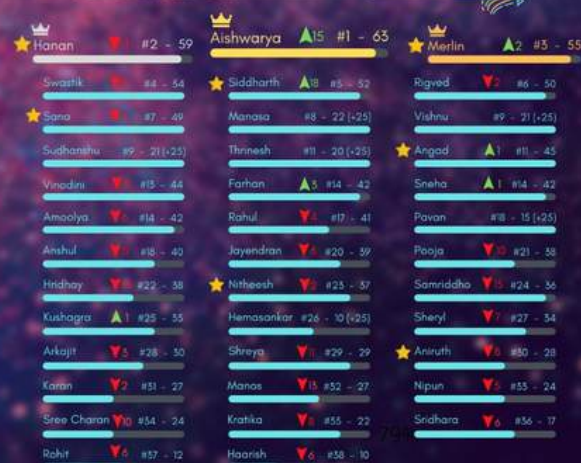 Hanan #2 - 59
Aishwarya 15 #1 - 63
Merlin 2 #3 - 55
Swastik #4 - 54
Siddharth 18 #5 - 52
Rigved 2 #6 - 50
Sana #7 - 49
Manasa #8 - 22 (+25)
Vishnu #9 - 21 (+25)
Sudhanshu #9 - 21 (+25)
Thrinesh #11 - 20 (+25)
Angad 1 #11 - 45
Vinodini #13 - 44
Farhan 3 #14 - 42
Sneha 1 #14 - 42
Amoolya #14 - 42
Rahul 4 #17 - 41
Pavan #18 - 15 (+25)
Anshul #18 - 40
Jayendran #20 - 39
Pooja 10 #21 - 38
Hridhay #22 - 38
Nitheesh 2 #23 - 37
Samriddho 15 #24 - 36
Kushagra 1 #25 - 35
Hemasankar #26 - 10 (+25)
Sheryl 7 #27 - 34
Arkajit 3 #28 - 30
Shreya 11 #29 - 29
Aniruth 8 #30 - 28
Karan 2 #31 - 27
Manas 13 #32 - 27
Nipun 5 #33 - 24
Sree Charan 10 #34 - 24
Kratika #35 - 22
Sridhara 6 #36 - 17
Rohit 6 #37 - 12
Haarish 6 #38 - 10